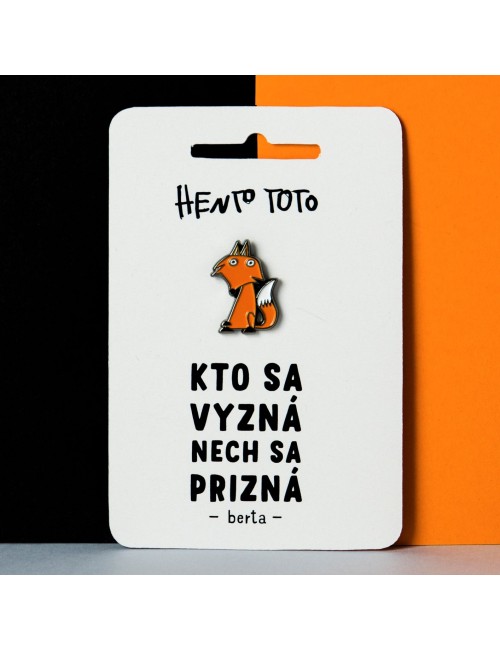 HENTO TOTO
KTO SA
VYZNÁ
NECH SA
PRIZNÁ
– berta –